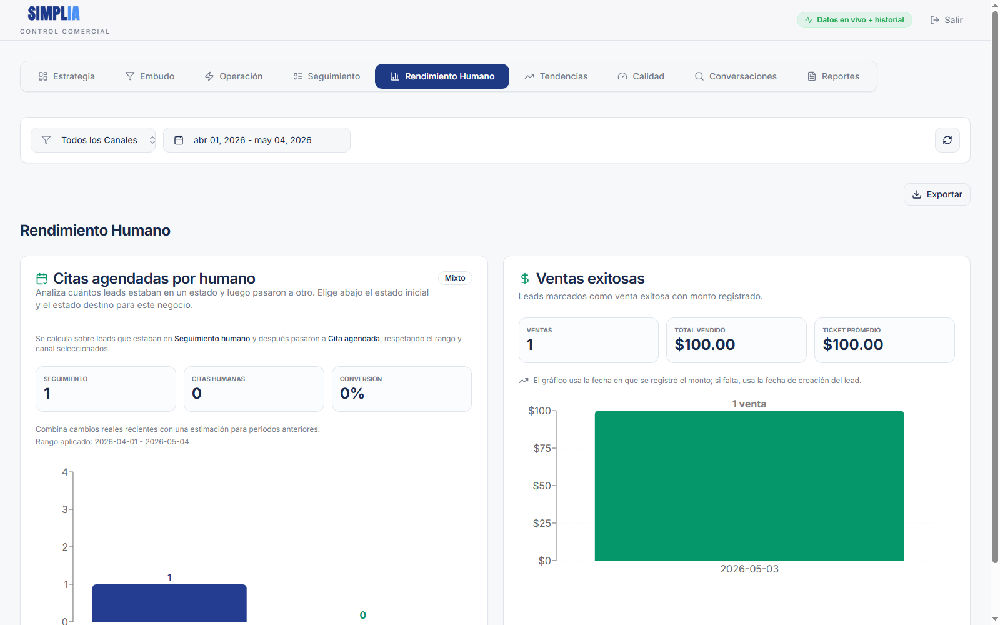 SIMPLIA
CONTROL COMERCIAL
Datos en vivo + historial
Salir
Estrategia
Embudo
Operación
Seguimiento
Rendimiento Humano
Tendencias
Calidad
Conversaciones
Reportes
Todos los Canales
abr 01, 2026 - may 04, 2026
Exportar
Rendimiento Humano
Citas agendadas por humano
Mixto
Analiza cuántos leads estaban en un estado y luego pasaron a otro. Elige abajo el estado inicial
y el estado destino para este negocio.
Se calcula sobre leads que estaban en Seguimiento humano y después pasaron a Cita agendada, respetando el rango y
canal seleccionados.
SEGUIMIENTO
1
CITAS HUMANAS
0
CONVERSION
0%
Combina cambios reales recientes con una estimación para periodos anteriores.
Rango aplicado: 2026-04-01 - 2026-05-04
4
3
2
1
0
1
0
Ventas exitosas
Leads marcados como venta exitosa con monto registrado.
VENTAS
1
TOTAL VENDIDO
$100.00
TICKET PROMEDIO
$100.00
El gráfico usa la fecha en que se registró el monto; si falta, usa la fecha de creación del lead.
1 venta
$100
$75
$50
$25
$0
2026-05-03